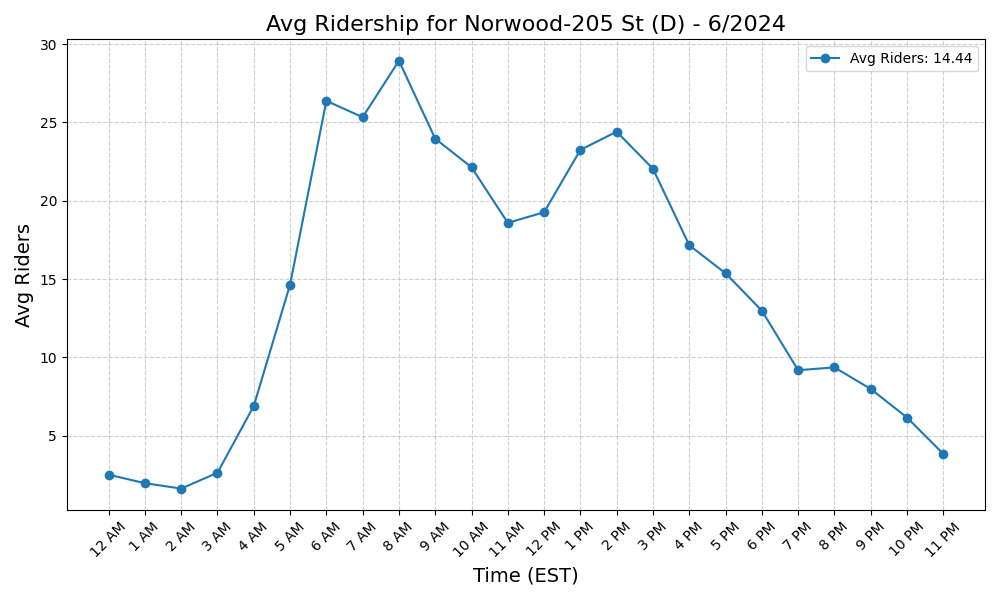 Avg Ridership for Norwood-205 St (D) - 6/2024
Avg Riders: 14.44
Avg Riders
30
25
20
15
10
5
12 AM
1 AM
2 AM
3 AM
4 AM
5 AM
6 AM
7 AM
8 AM
9 AM
10 AM
11 AM
12 PM
1 PM
2 PM
3 PM
4 PM
5 PM
6 PM
7 PM
8 PM
9 PM
10 PM
11 PM
Time (EST)